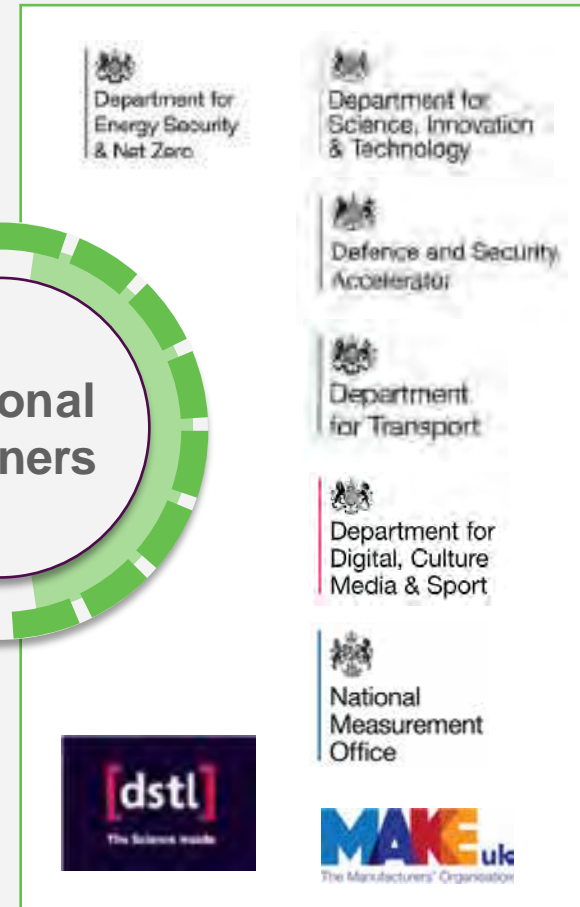 Department for
Energy Security
& Net Zero
Department for
Science, Innovation
& Technology
Defence and Security
Accelerator
Department
for Transport
onal
ners
Department for
Digital, Culture
Media & Sport
National
Measurement
Office
[dstl]
The Science Inside
MAKE uk
The Manufacturers' Organisation